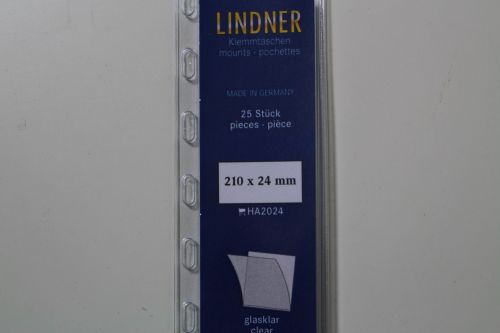 LINDNER
Klemmtaschen
mounts - pochettes
MADE IN GERMANY
25 Stück
pieces - pièce
210 x 24 mm
HA2024
glasklar
clear